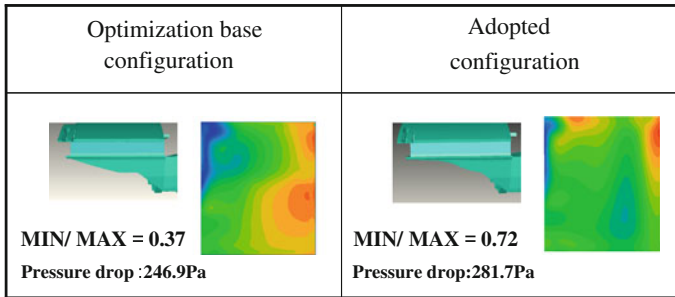 Optimization base
configuration
Adopted
configuration
MIN/ MAX = 0.37
Pressure drop :246.9Pa
MIN/ MAX = 0.72
Pressure drop:281.7Pa